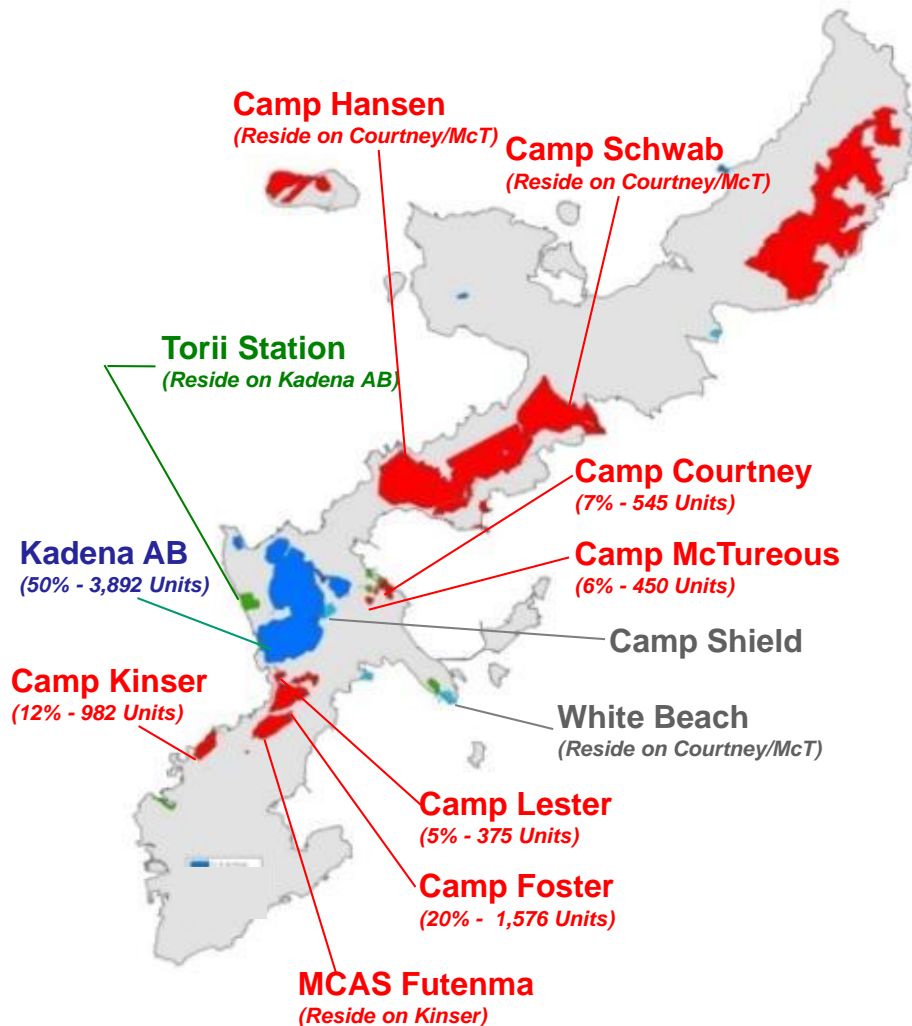 Camp Hansen
(Reside on Courtney/McT)
Camp Schwab
(Reside on Courtney/McT)
Torii Station
(Reside on Kadena AB)
Camp Courtney
(7% - 545 Units)
Kadena AB
(50% - 3,892 Units)
Camp McTureous
(6% - 450 Units)
Camp Shield
Camp Kinser
(12% - 982 Units)
White Beach
(Reside on Courtney/McT)
Camp Lester
(5% - 375 Units)
Camp Foster
(20% -  1,576 Units)
MCAS Futenma
(Reside on Kinser)